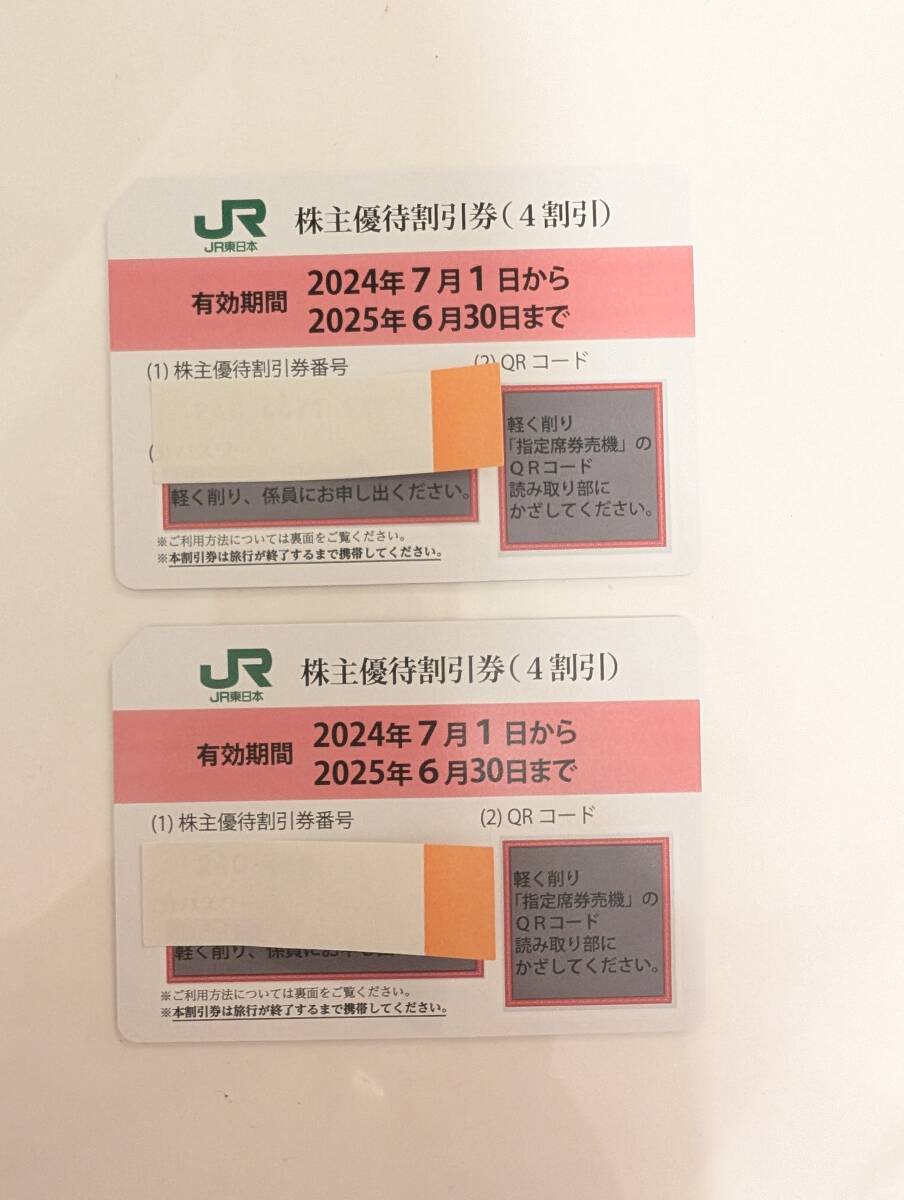 JR
JR東日本
株主優待割引券(4割引)
有効期間
2024年7月1日から
2025年6月30日まで
(1) 株主優待割引券番号
(2) QR コード
軽く削り、係員にお申し出ください。
軽く削り
「指定席券売機」の
QRコード
読み取り部に
かざしてください。
※ご利用方法については裏面をご覧ください。
※本割引券は旅行が終了するまで携帯してください。
JR
JR東日本
株主優待割引券(4割引)
有効期間
2024年7月1日から
2025年6月30日まで
(1) 株主優待割引券番号
(2) QR コード
軽く削り、係員にお
軽く削り
「指定席券売機」の
QRコード
読み取り部に
かざしてください。
※ご利用方法については裏面をご覧ください。
※本割引券は旅行が終了するまで携帯してください。